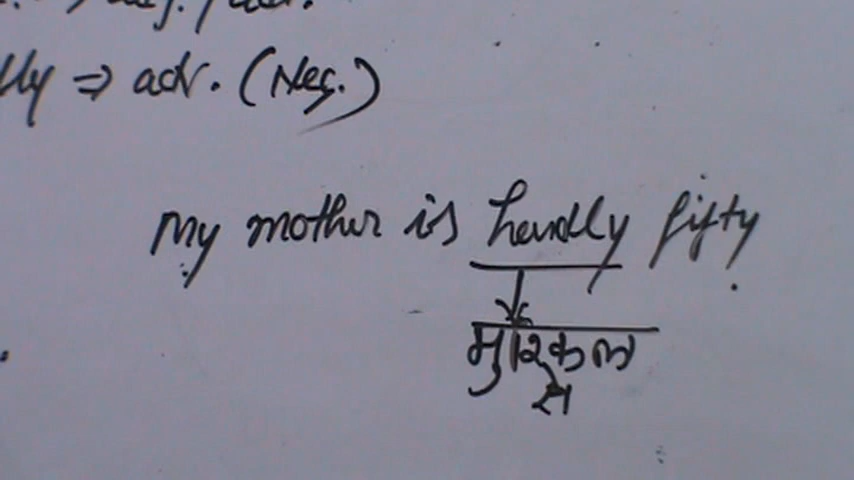 lly ⇒ adv. (Neg.)
My mother is hardly fifty.
मुश्किल
से